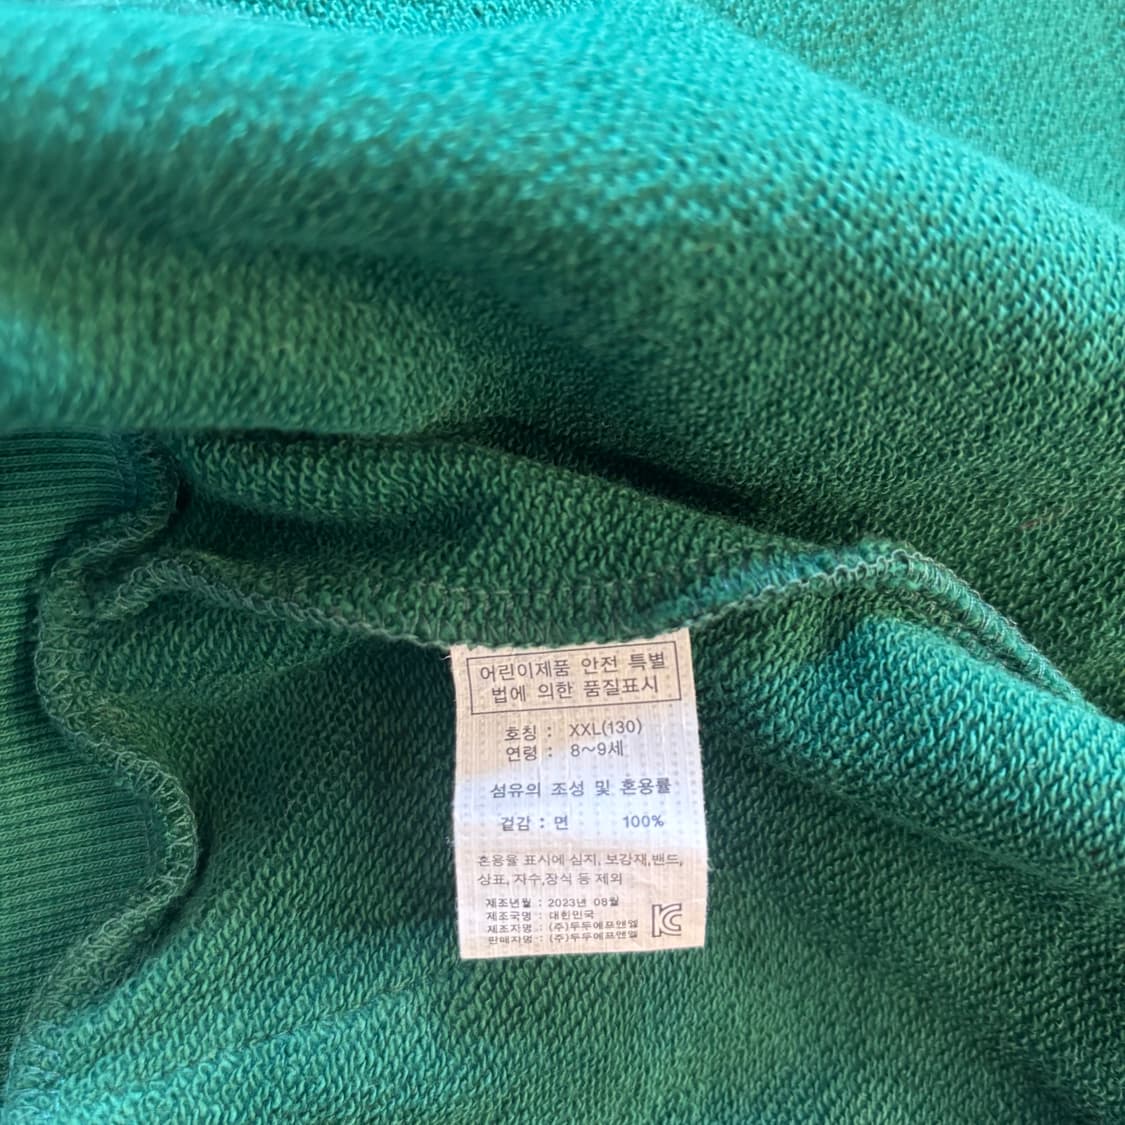 어린이제품 안전 특별
법에 의한 품질표시
호칭 : XXL(130)
연령 : 8~9세
섬유의 조성 및 혼용률
겉감 : 면 100%
혼용율 표시에 심지, 보강재,밴드,
상표, 자수,장식 등 제외
제조년월 : 2023년 08월
제조국명 : 대한민국
제조자명 : (주)두두에프앤엘
판매자명 : (주)두두에프앤엘
KC